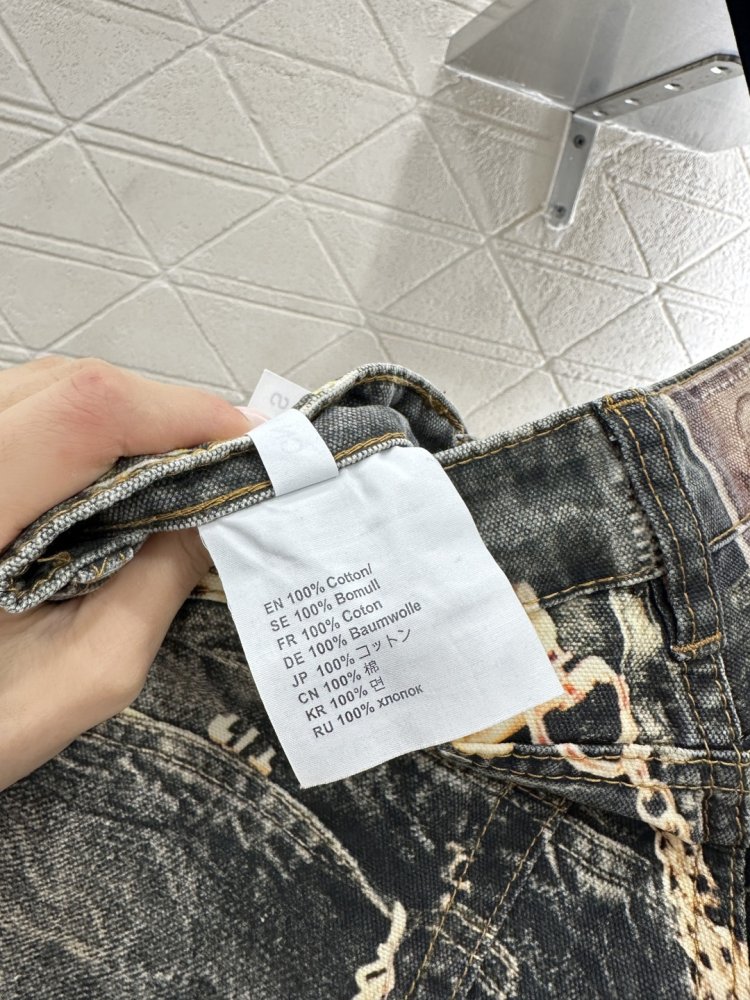 S
EN 100% Cotton/
SE 100% Bomull
FR 100% Coton
DE 100% Baumwolle
JP 100% コットン
CN 100% 棉
KR 100% 면
RU 100% хлопок